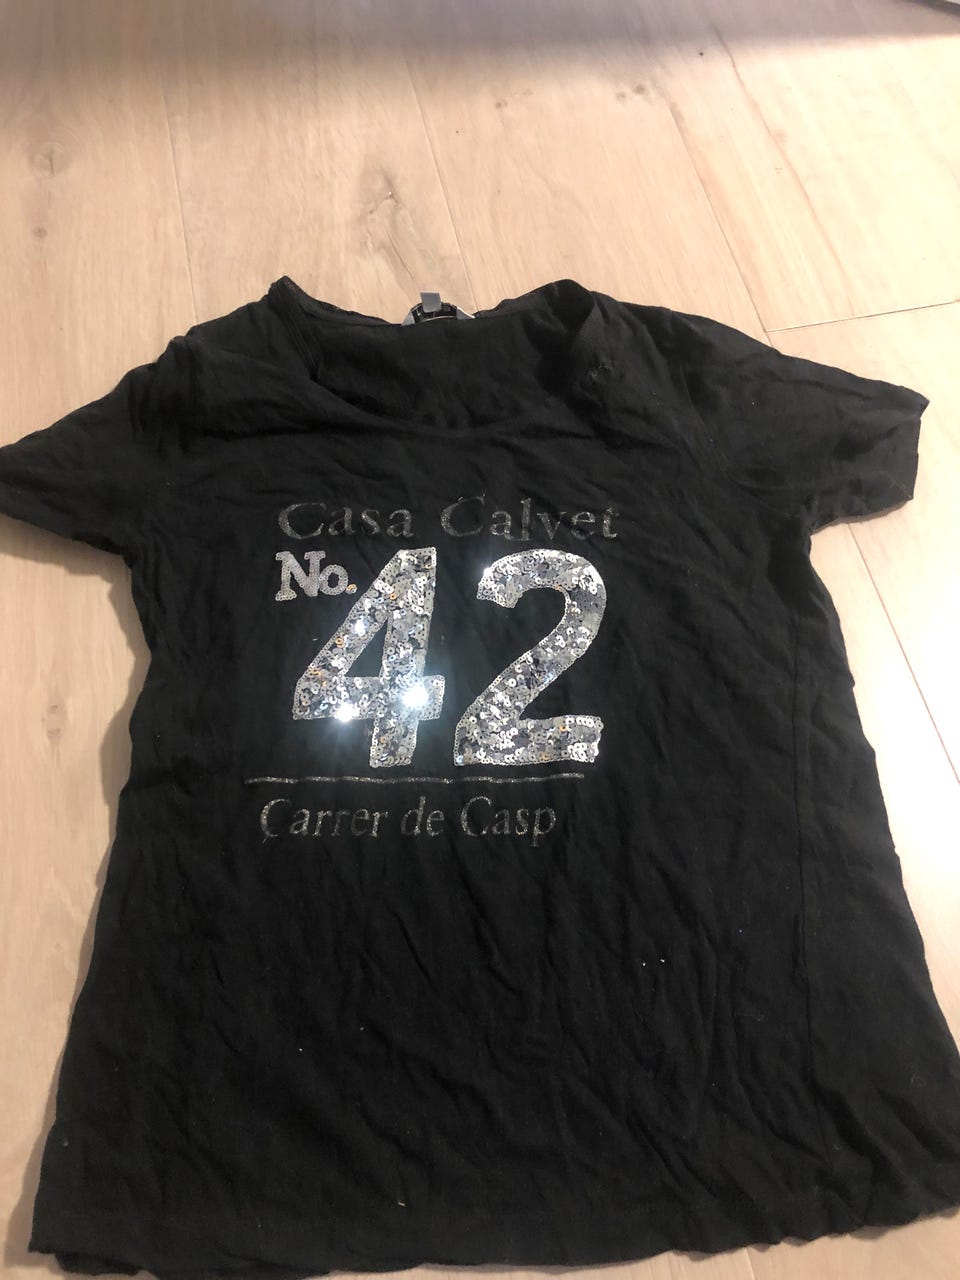 Casa Calvet
No. 42
Carrer de Casp